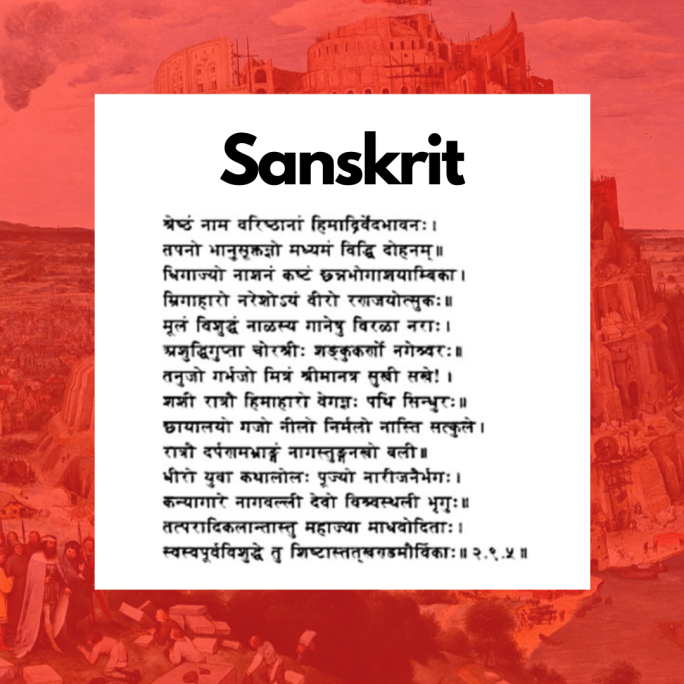 Sanskrit
श्रेष्ठं नाम वरिष्ठानां हिमाद्रिर्वेदभावनः।
तपनो भानुसूक्तज्ञो मध्यमं विद्धि दोहनम्॥
धिगाज्यो नाशनं कष्टं छन्नभोगाशयाम्बिका।
म्रिगाहारो नरेशोऽयं वीरो रणजयोत्सुकः॥
मूलं विशुद्धं नाळस्य गानेषु विरळा नराः।
अशुद्धिगुप्ता चोरश्रीः शङ्कुकर्णो नगेश्वरः॥
तनुजो गर्भजो मित्रं श्रीमानत्र सुखी सखे! ।
शशी रात्रौ हिमाहारो वेगज्ञः पथि सिन्धुरः॥
छायालयो गजो नीलो निर्मलो नास्ति सत्कुले।
रात्रौ दर्पणमभ्राङ्गं नागस्तुङ्गनखो बली॥
धीरो युवा कथालोलः पूज्यो नारीजनैर्भगः।
कन्यागारे नागवल्ली देवो विश्वस्थली भृगुः॥
तत्परादिकलान्तास्तु महाज्या माधवोदिताः।
स्वस्वपूर्वविशुद्धे तु शिष्टास्तत्खण्डमौर्विकाः॥ २.९.५॥